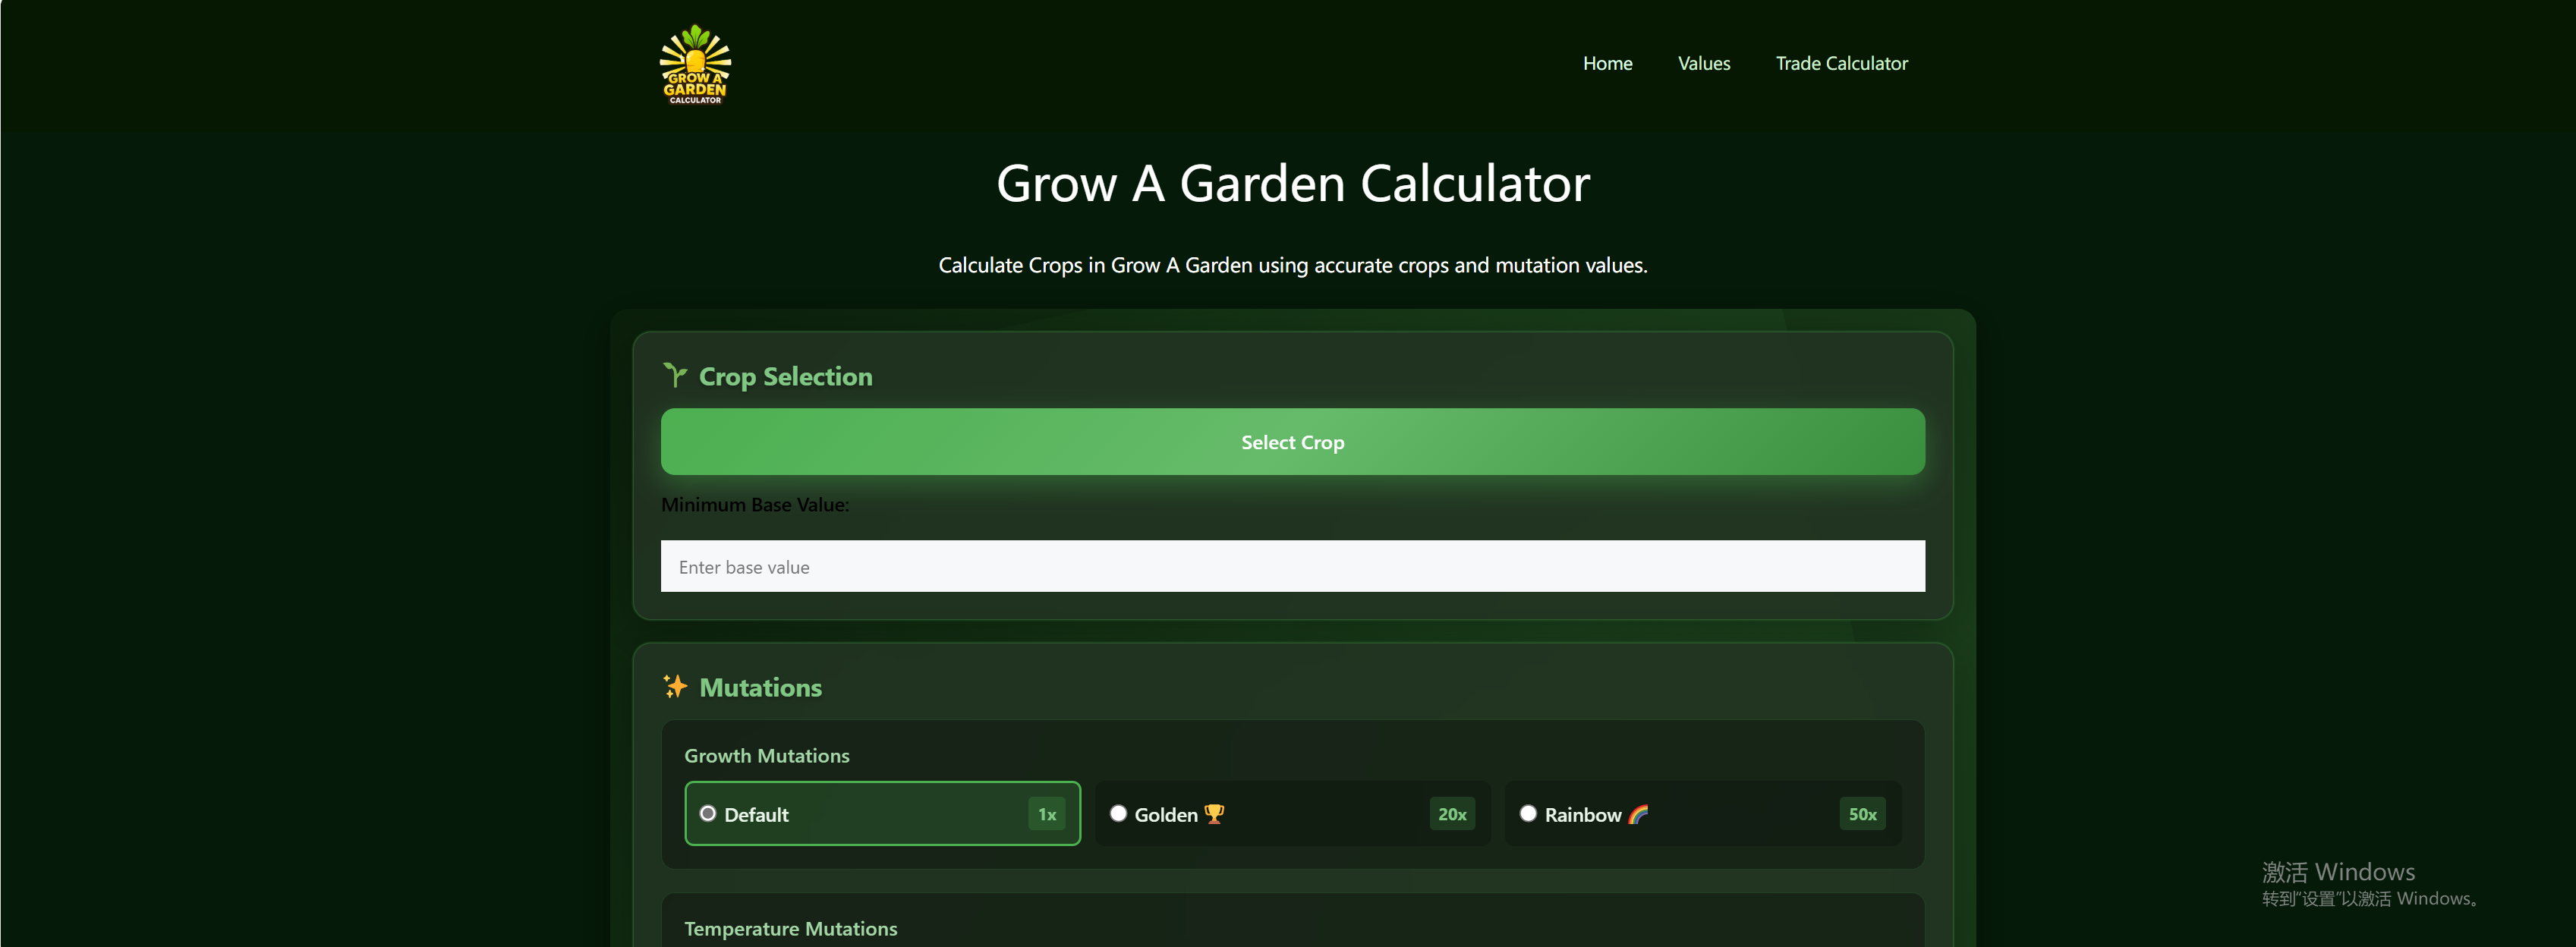 GROW A
GARDEN
CALCULATOR
Home Values Trade Calculator
Grow A Garden Calculator
Calculate Crops in Grow A Garden using accurate crops and mutation values.
Crop Selection
Select Crop
Minimum Base Value:
Enter base value
Mutations
Growth Mutations
Default 1x Golden 20x Rainbow 50x
Temperature Mutations
激活 Windows
转到"设置"以激活 Windows。